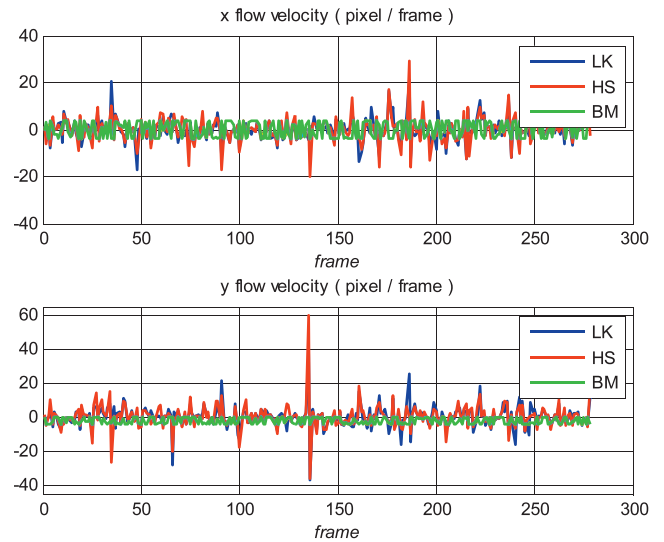 x flow velocity ( pixel / frame )
40
20
0
-20
-40
LK
HS
BM
0 50 100 150 200 250 300
frame
y flow velocity ( pixel / frame )
60
40
20
0
-20
-40
LK
HS
BM
0 50 100 150 200 250 300
frame